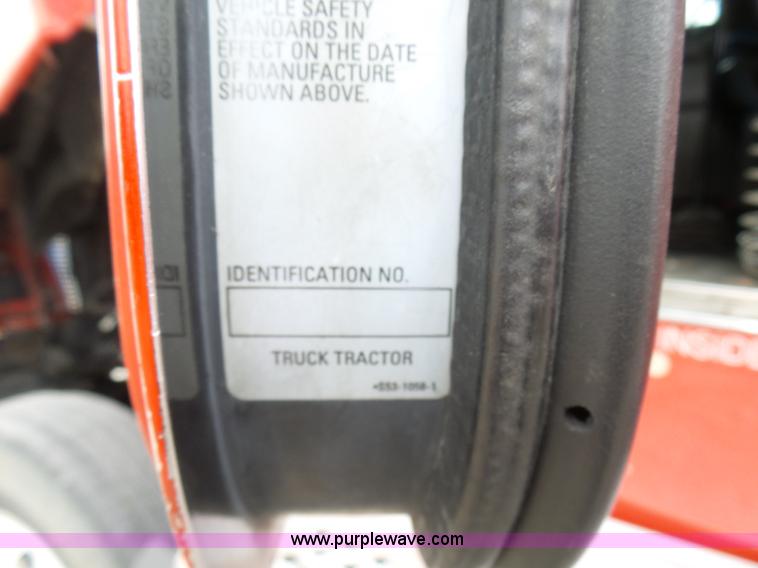 VEHICLE SAFETY
STANDARDS IN
EFFECT ON THE DATE
OF MANUFACTURE
SHOWN ABOVE.
IDENTIFICATION NO.
TRUCK TRACTOR
INSIDE
www.purplewave.com